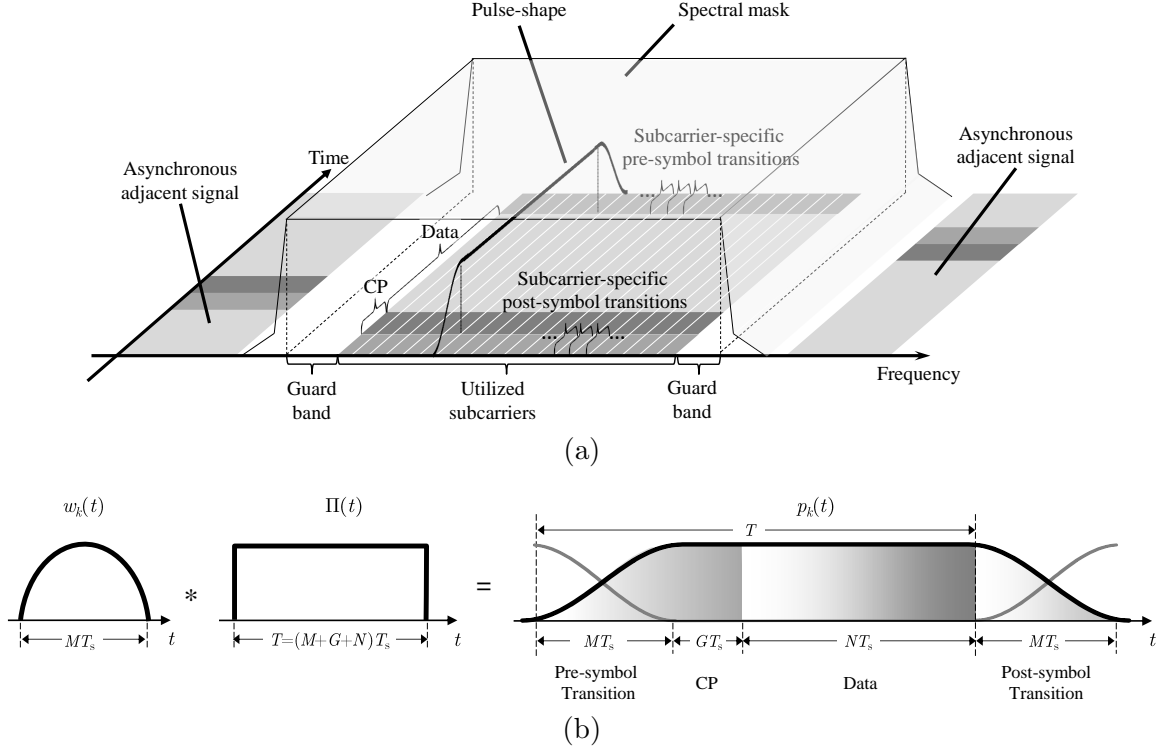 Pulse-shape
Spectral mask
Subcarrier-specific
pre-symbol transitions
Asynchronous
adjacent signal
Time
Asynchronous
adjacent signal
...
...
Data
CP
Subcarrier-specific
post-symbol transitions
...
...
Guard
band
Utilized
subcarriers
Guard
band
Frequency
(a)
w_k(t)
Π(t)
p_k(t)
T
*
=
MT_s
t
T=(M+G+N)T_s
t
MT_s
GT_s
NT_s
MT_s
t
Pre-symbol
Transition
CP
Data
Post-symbol
Transition
(b)